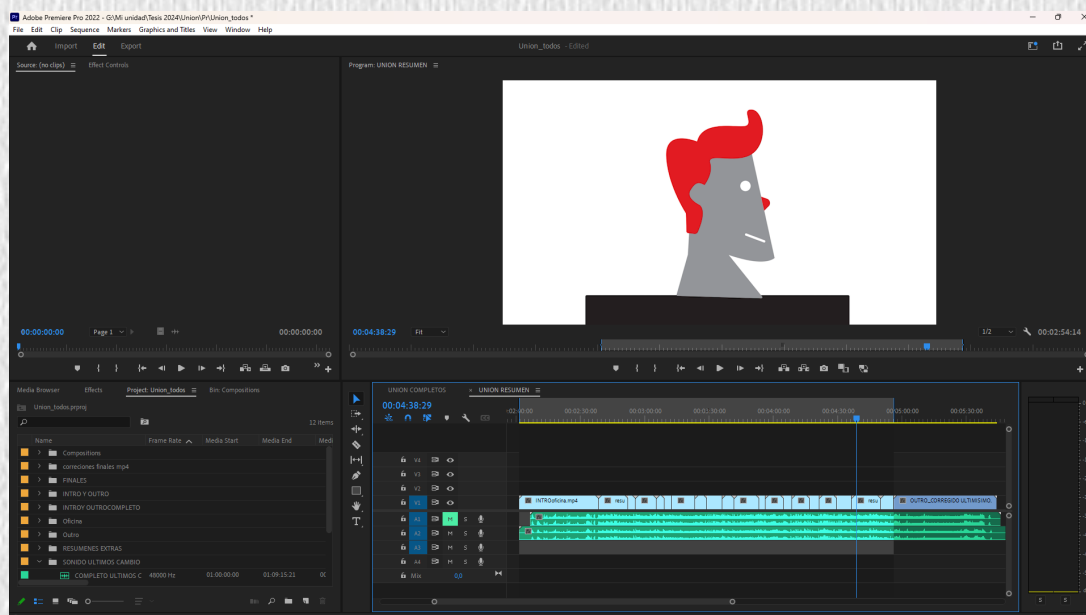 Adobe Premiere Pro 2022 - G:\Mi unidad\Tesis 2024\Union\Pr\Union_todos *
File Edit Clip Sequence Markers Graphics and Titles View Window Help
Import Edit Export
Union_todos - Edited
Source: (no clips) Effect Controls
Program: UNION RESUMEN
00:00:00:00 Page 1 00:00:00:00
00:04:38:29 Fit 1/2 00:02:54:14
Media Browser Effects Project: Union_todos Bin: Compositions
Union_todos.prproj
12 items
Name Frame Rate Media Start Media End Medi
Compositions
correciones finales mp4
FINALES
INTRO Y OUTRO
INTROY OUTROCOMPLETO
Oficina
Outro
RESUMENES EXTRAS
SONIDO ULTIMOS CAMBIO
COMPLETO ULTIMOS C 48000 Hz 01:00:00:00 01:09:15:21 00
UNION COMPLETOS × UNION RESUMEN
00:04:38:29
:02:00:00 00:02:30:00 00:03:00:00 00:03:30:00 00:04:00:00 00:04:30:00 00:05:00:00 00:05:30:00
V4
V3
V2
V1 INTROoficina.mp4 resu resu OUTRO_CORREGIDO ULTIMISIMO.
A1 M S
A2 M S
A3 M S
A4 M S
Mix 0,0
S S